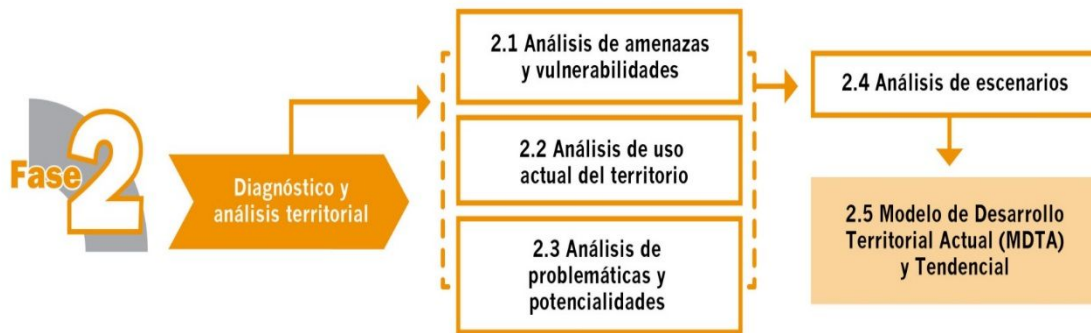 Fase 2
Diagnóstico y
análisis territorial
2.1 Análisis de amenazas
y vulnerabilidades
2.2 Análisis de uso
actual del territorio
2.3 Análisis de
problemáticas y
potencialidades
2.4 Análisis de escenarios
2.5 Modelo de Desarrollo
Territorial Actual (MDTA)
y Tendencial